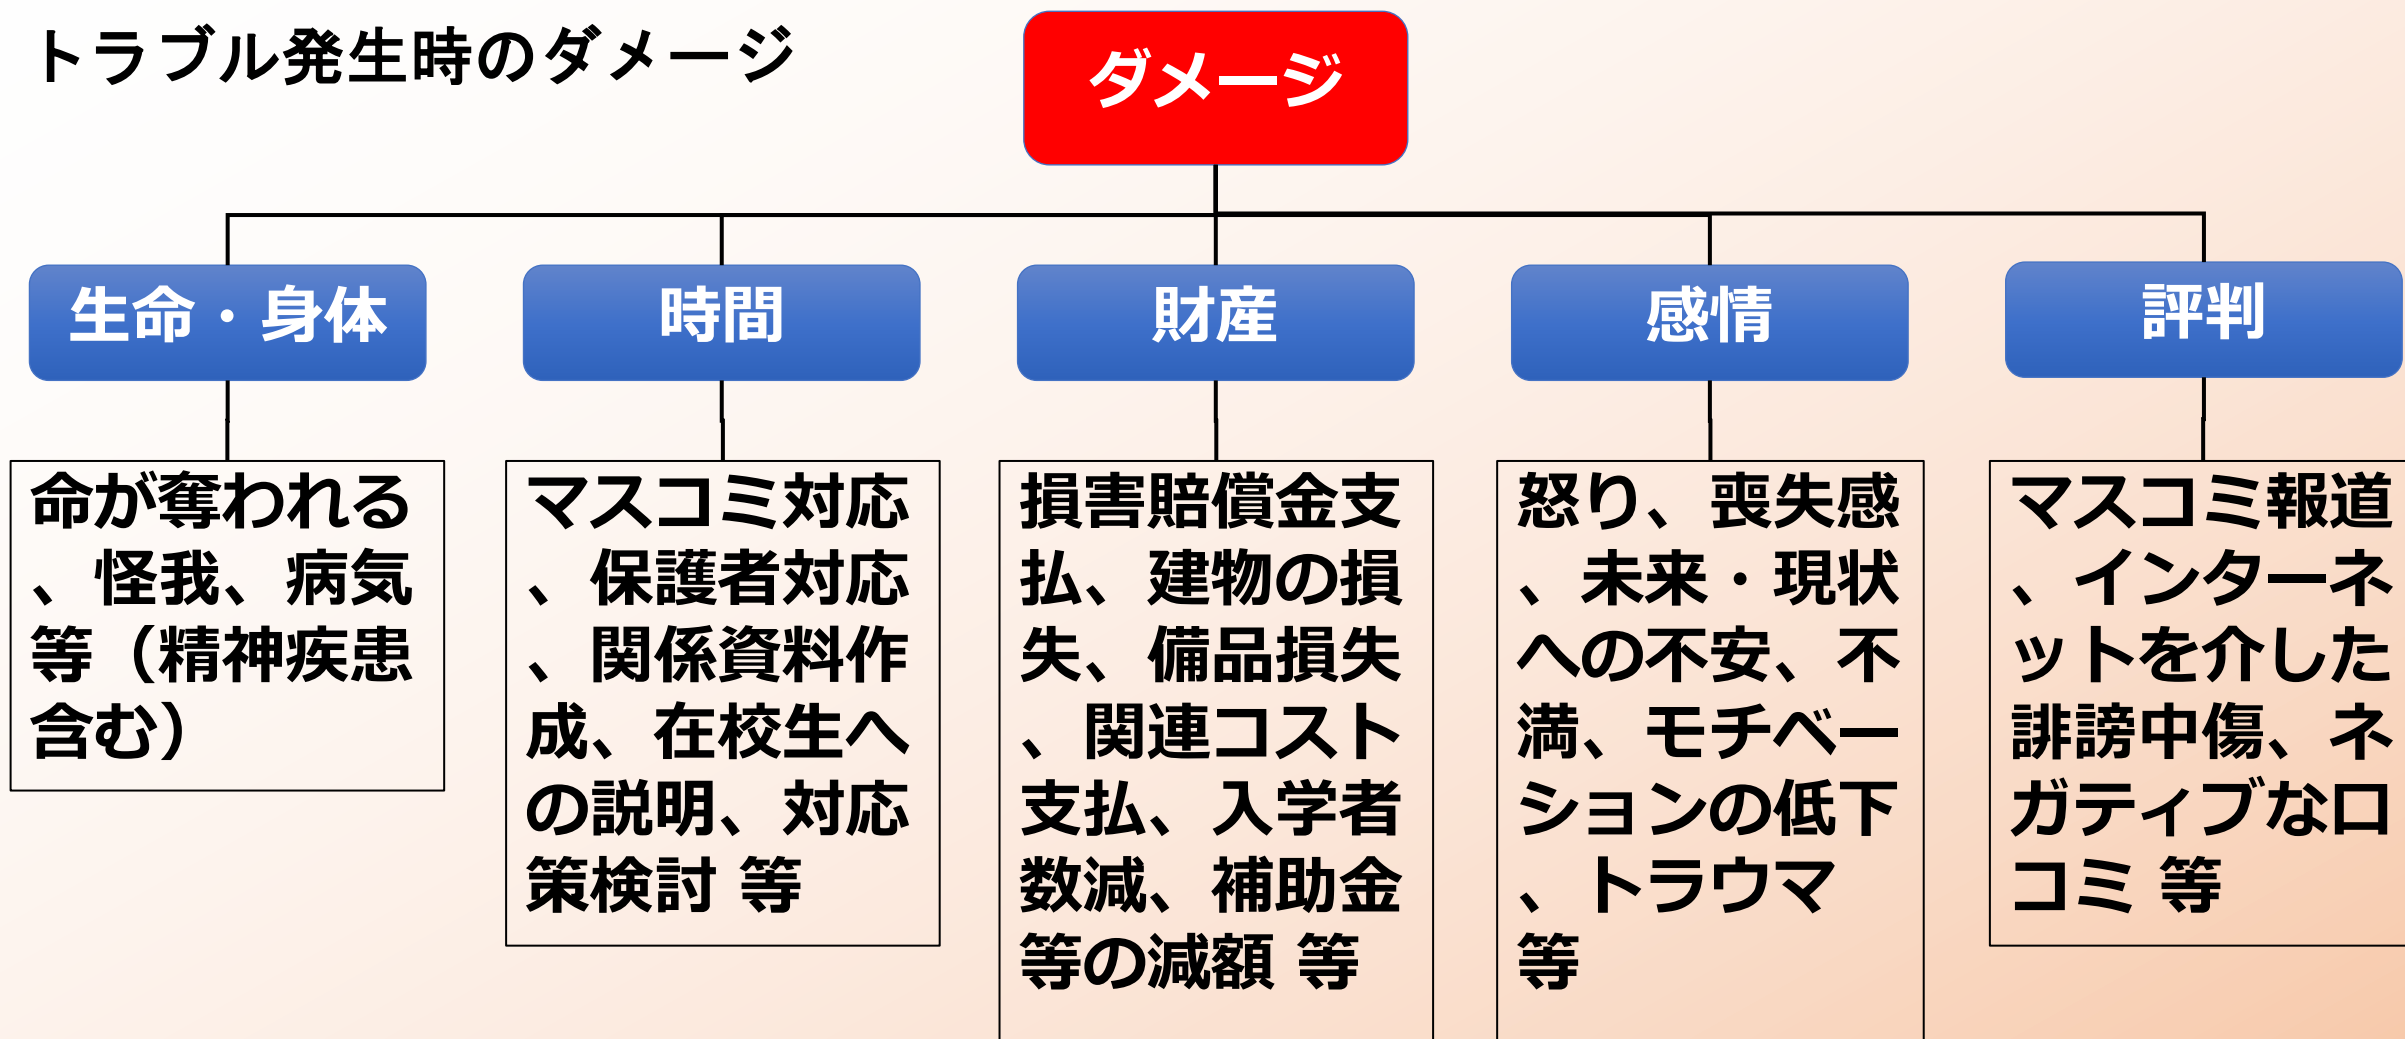 トラブル発生時のダメージ
ダメージ
生命・身体
時間
財産
感情
評判
命が奪われる
、怪我、病気
等（精神疾患
含む）
マスコミ対応
、保護者対応
、関係資料作
成、在校生へ
の説明、対応
策検討 等
損害賠償金支
払、建物の損
失、備品損失
、関連コスト
支払、入学者
数減、補助金
等の減額 等
怒り、喪失感
、未来・現状
への不安、不
満、モチベー
ションの低下
、トラウマ
等
マスコミ報道
、インターネ
ットを介した
誹謗中傷、ネ
ガティブな口
コミ 等